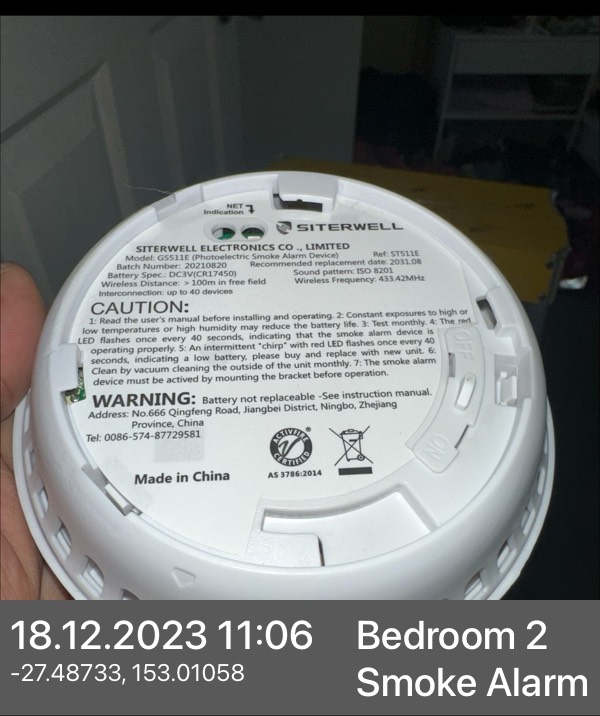 NET
Indication
SITERWELL
SITERWELL ELECTRONICS CO ., LIMITED
Model: GS511E (Photoelectric Smoke Alarm Device) Ref: ST511E
Batch Number: 20210820 Recommended replacement date: 2031.08
Battery Spec.: DC3V(CR17450) Sound pattern: ISO 8201
Wireless Distance: >100m in free field Wireless Frequency: 433.42MHz
Interconnection: up to 40 devices
CAUTION:
1: Read the user's manual before installing and operating. 2: Constant exposures to high or
low temperatures or high humidity may reduce the battery life. 3: Test monthly. 4: The red
LED flashes once every 40 seconds, indicating that the smoke alarm device is
operating properly. 5: An intermittent "chirp" with red LED flashes once every 40
seconds, indicating a low battery, please buy and replace with new unit. 6:
Clean by vacuum cleaning the outside of the unit monthly. 7: The smoke alarm
device must be actived by mounting the bracket before operation.
OFF
ON
WARNING: Battery not replaceable -See instruction manual.
Address: No.666 Qingfeng Road, Jiangbei District, Ningbo, Zhejiang
Province, China
Tel: 0086-574-87729581
ACTIVFIRE
CERTIFIED
AS 3786:2014
Made in China
18.12.2023 11:06
-27.48733, 153.01058
Bedroom 2
Smoke Alarm